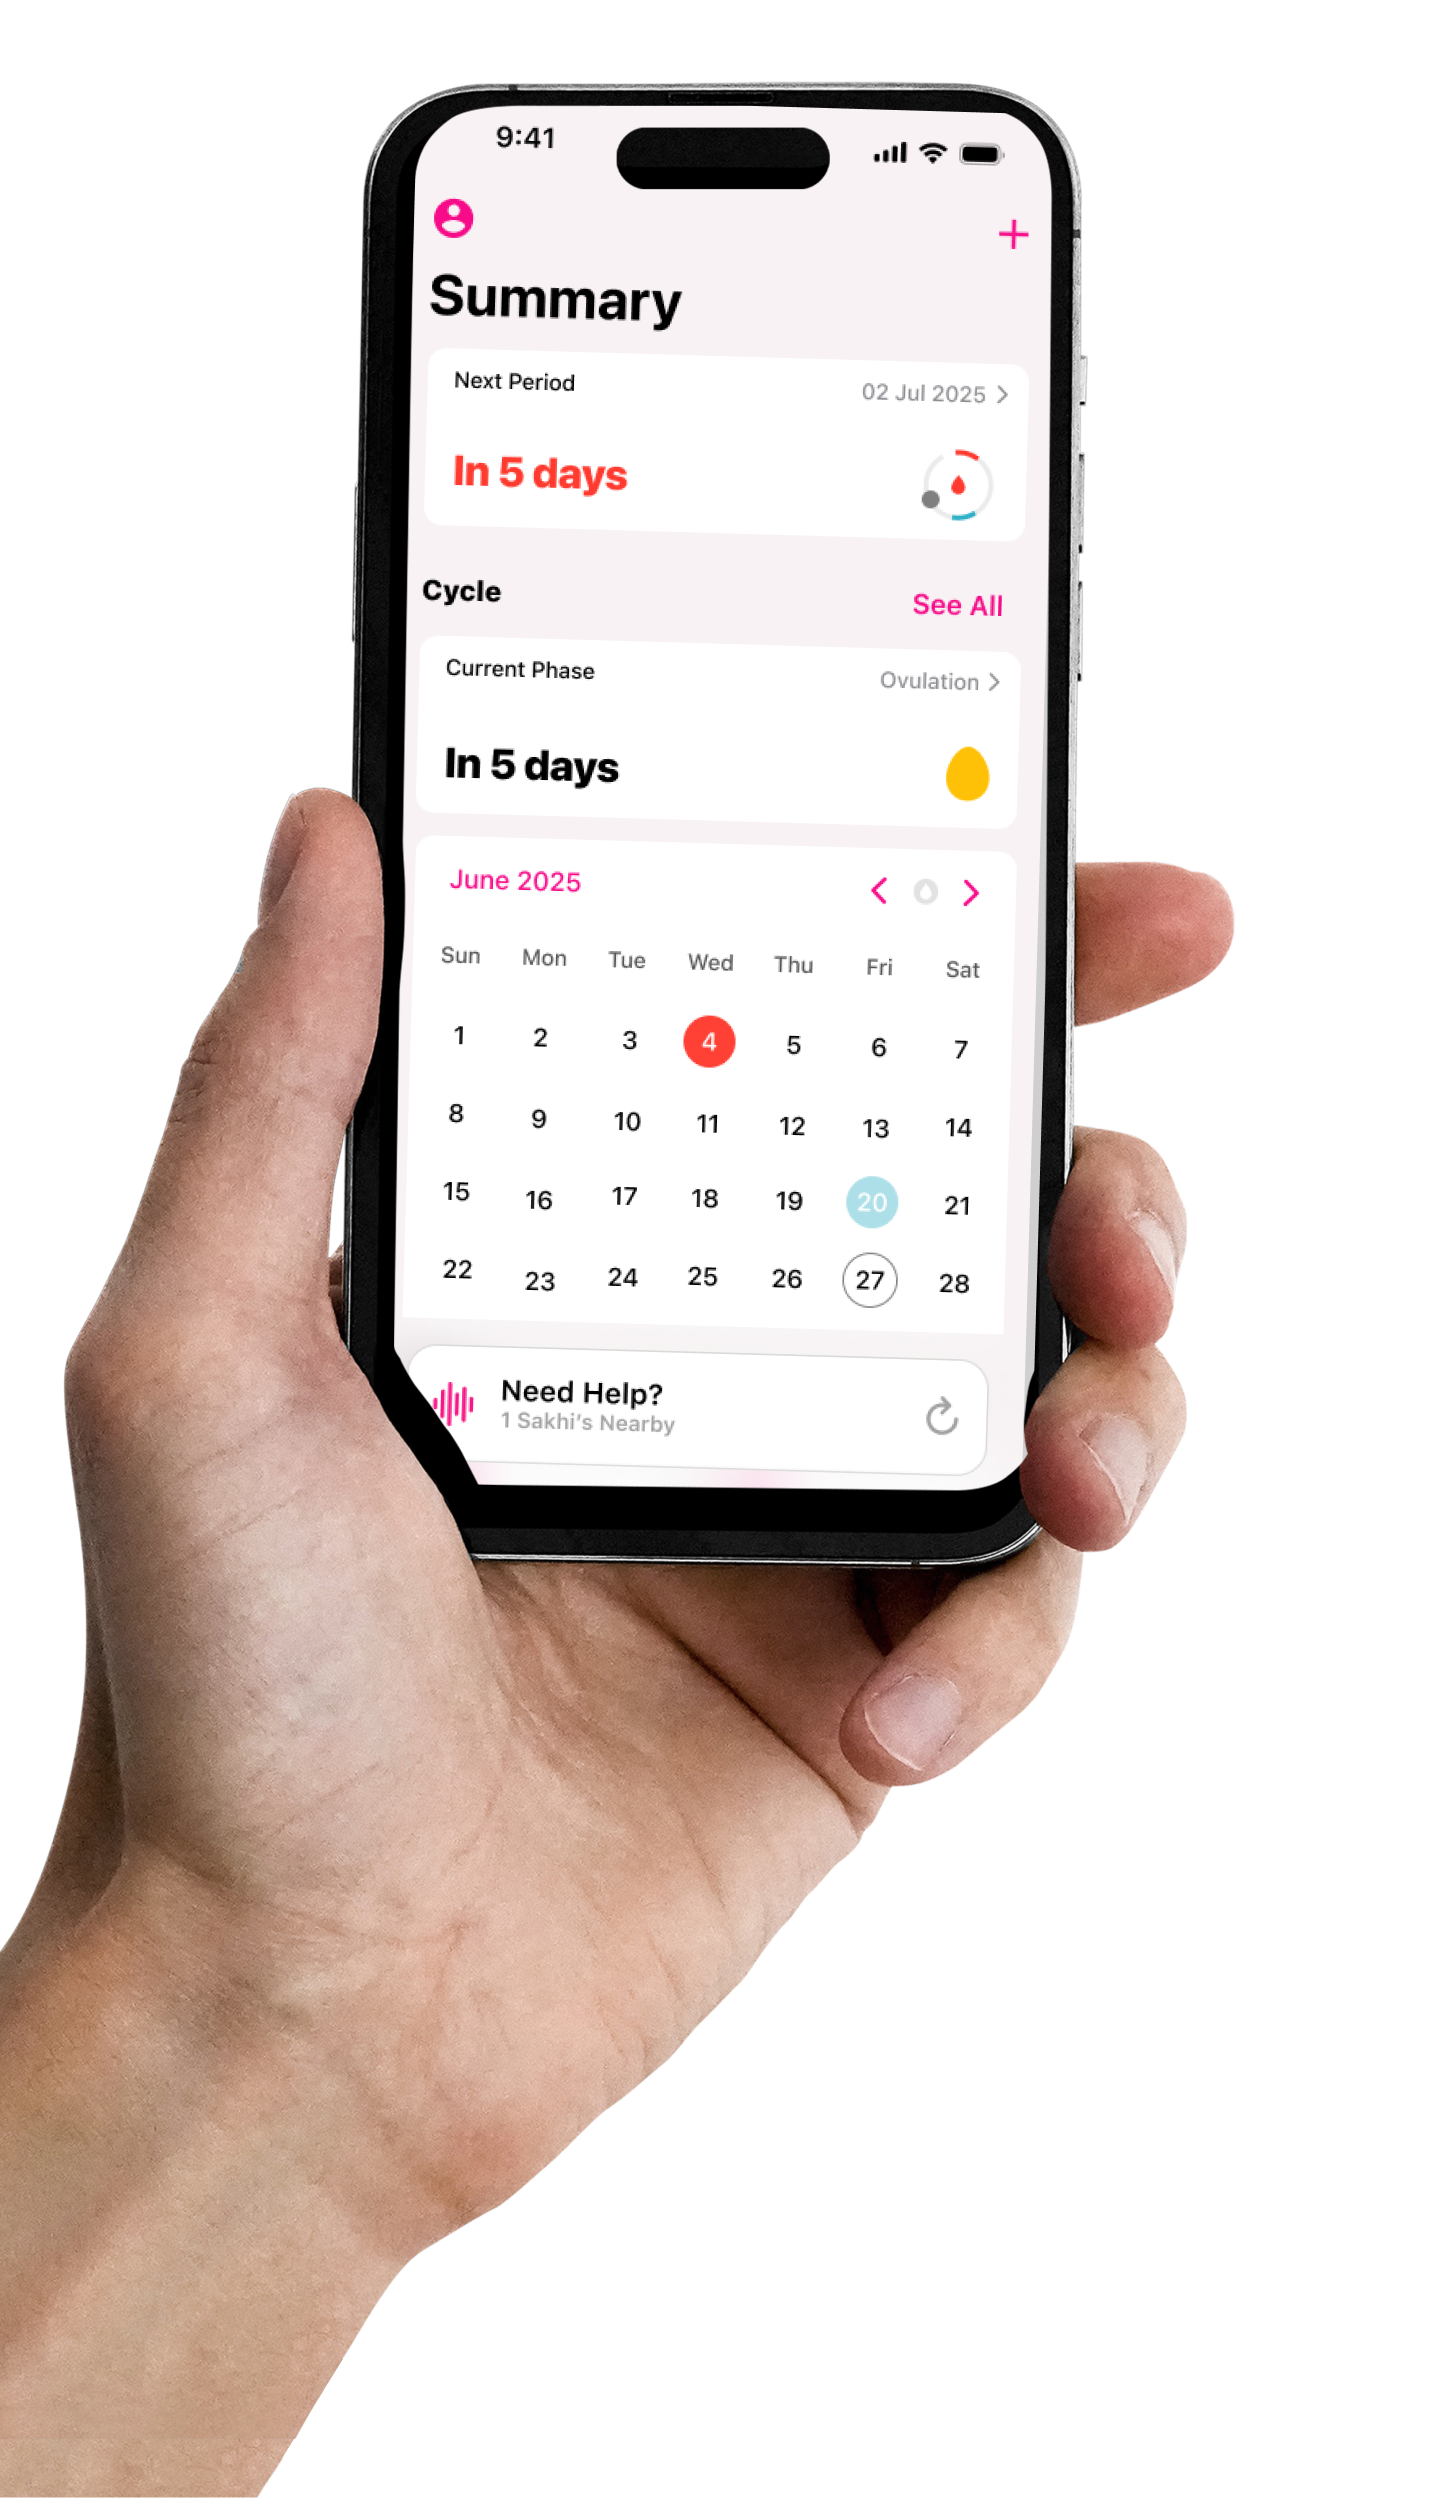 9:41
Summary
Next Period 02 Jul 2025
In 5 days
Cycle See All
Current Phase Ovulation
In 5 days
June 2025
Sun Mon Tue Wed Thu Fri Sat
1 2 3 4 5 6 7
8 9 10 11 12 13 14
15 16 17 18 19 20 21
22 23 24 25 26 27 28
Need Help?
1 Sakhi's Nearby